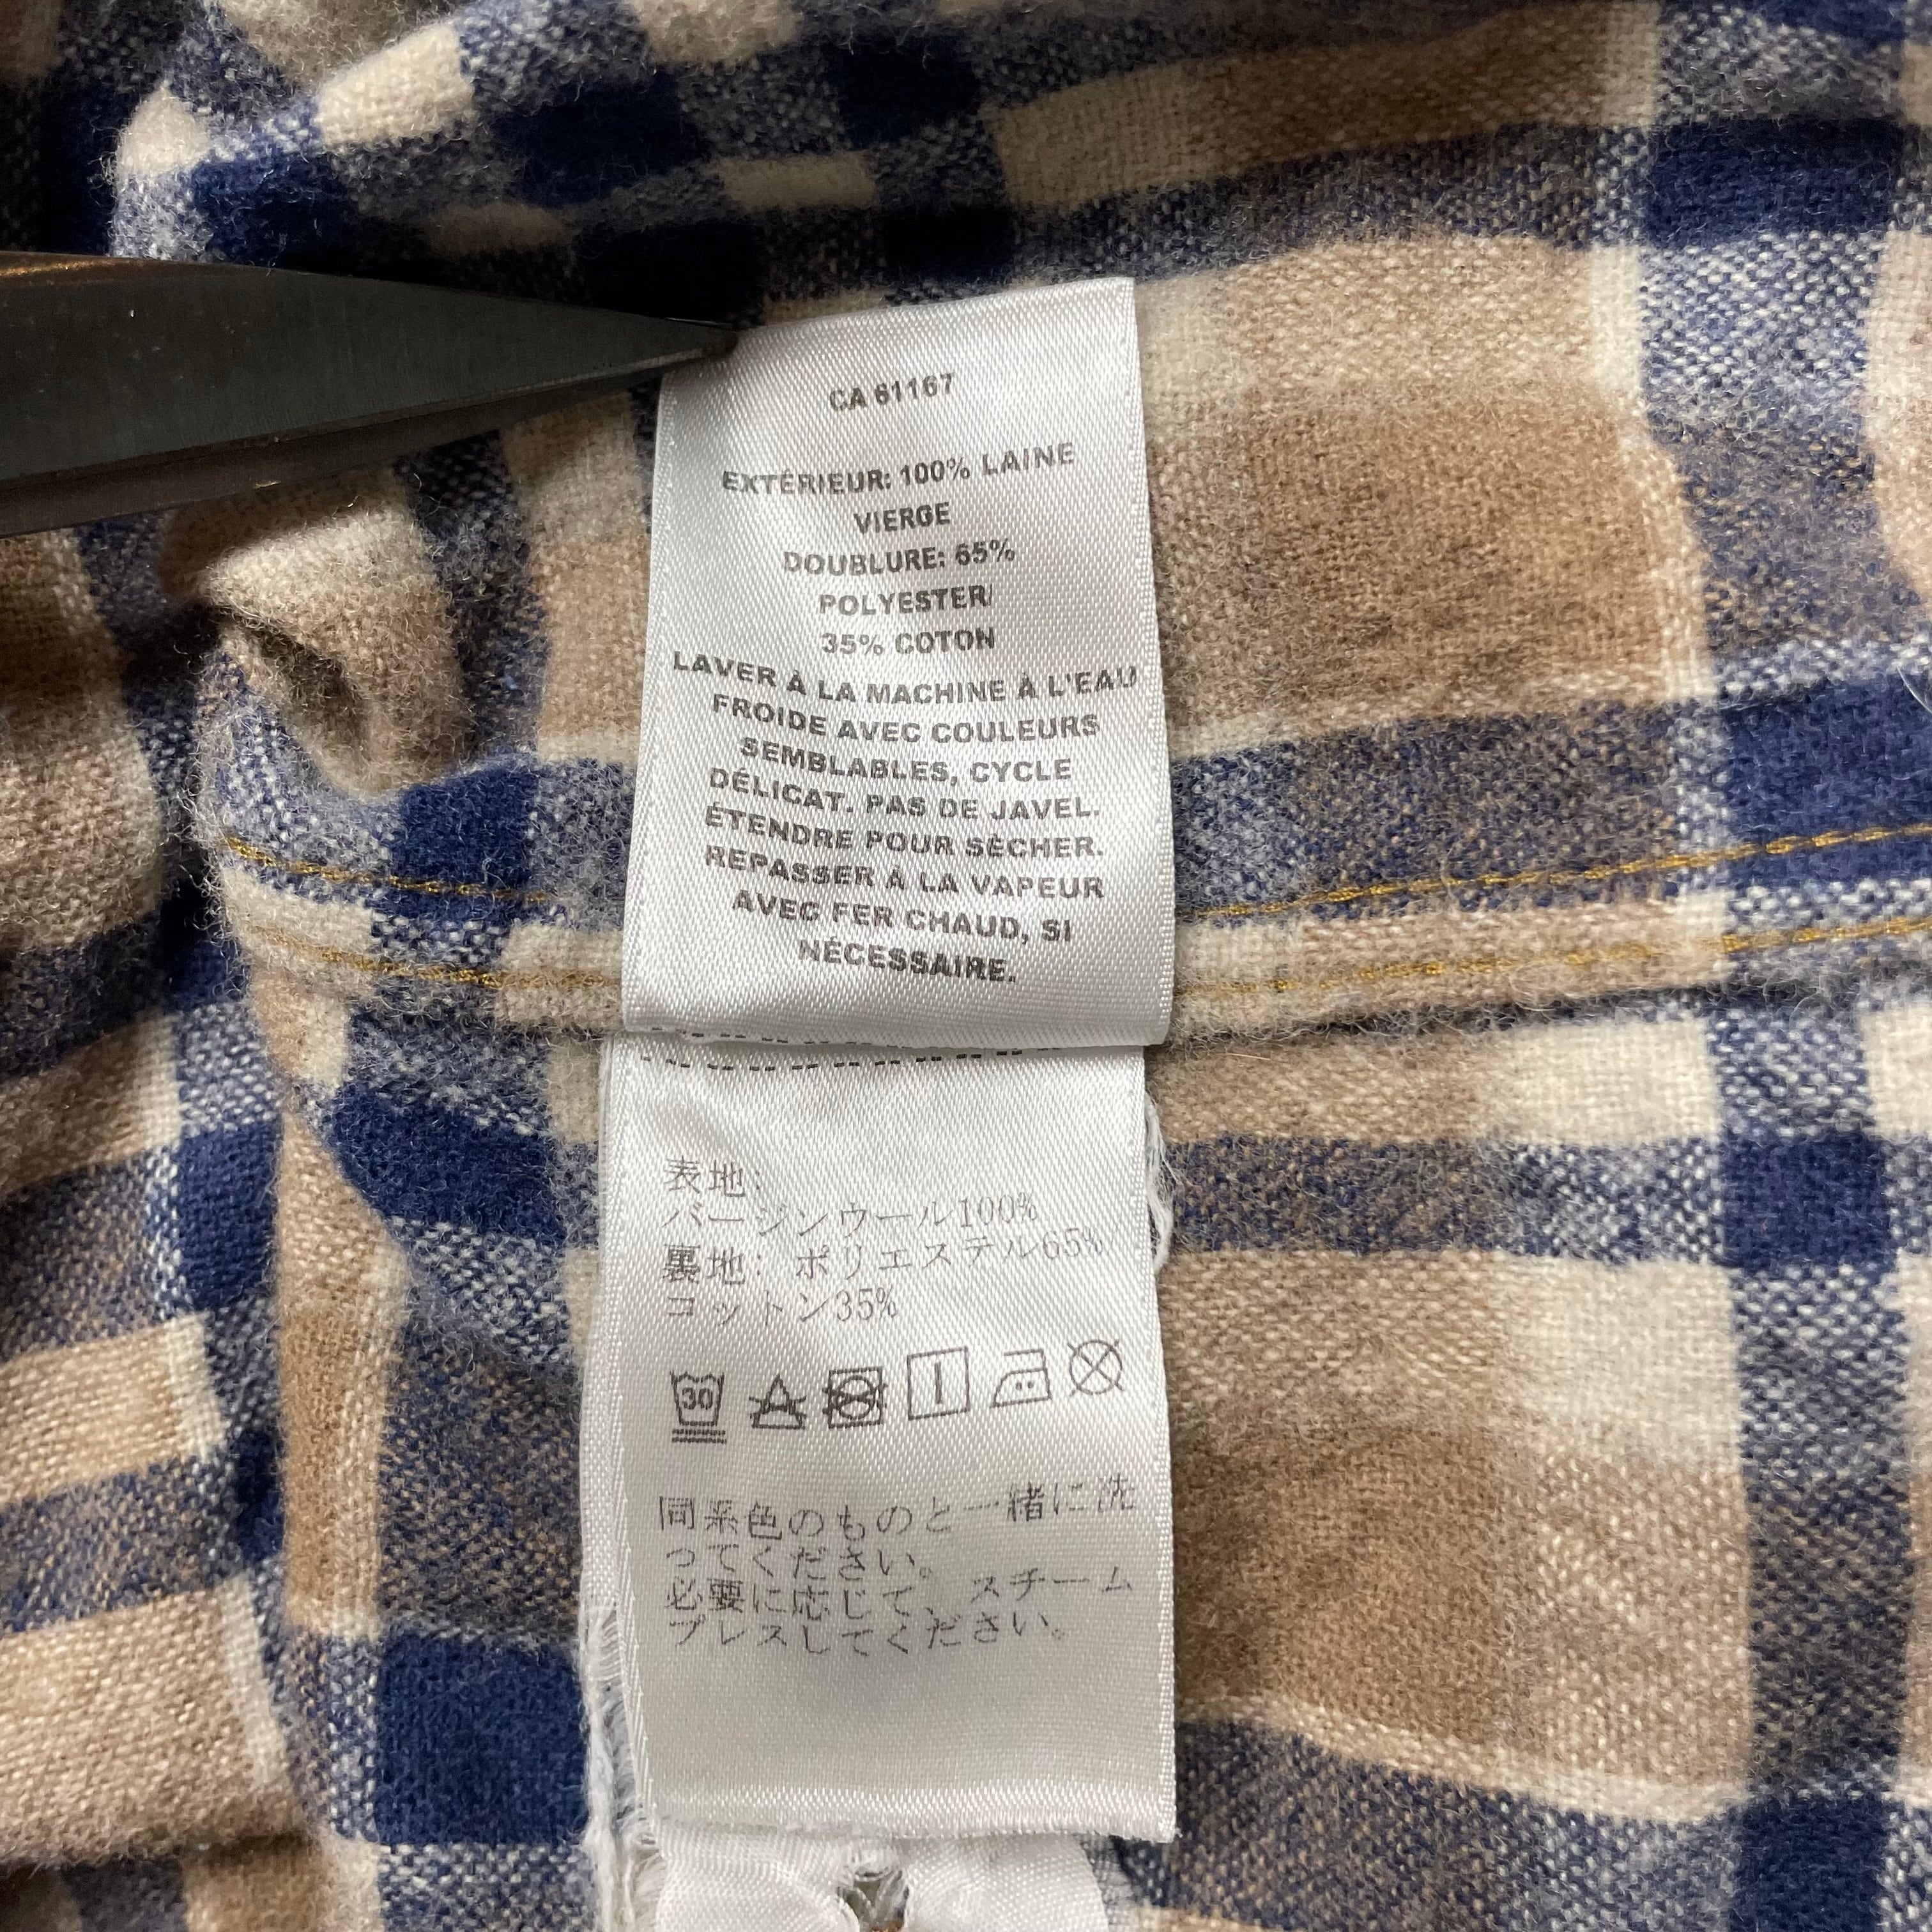 CA 61167
EXTÉRIEUR: 100% LAINE
VIERGE
DOUBLURE: 65%
POLYESTER/
35% COTON
LAVER À LA MACHINE À L'EAU
FROIDE AVEC COULEURS
SEMBLABLES, CYCLE
DÉLICAT. PAS DE JAVEL.
ÉTENDRE POUR SÉCHER.
REPASSER À LA VAPEUR
AVEC FER CHAUD, SI
NÉCESSAIRE.
表地:
バージンウール100%
裏地: ポリエステル65%
コットン35%
30
同系色のものと一緒に洗
ってください。
必要に応じて、スチーム
プレスしてください。